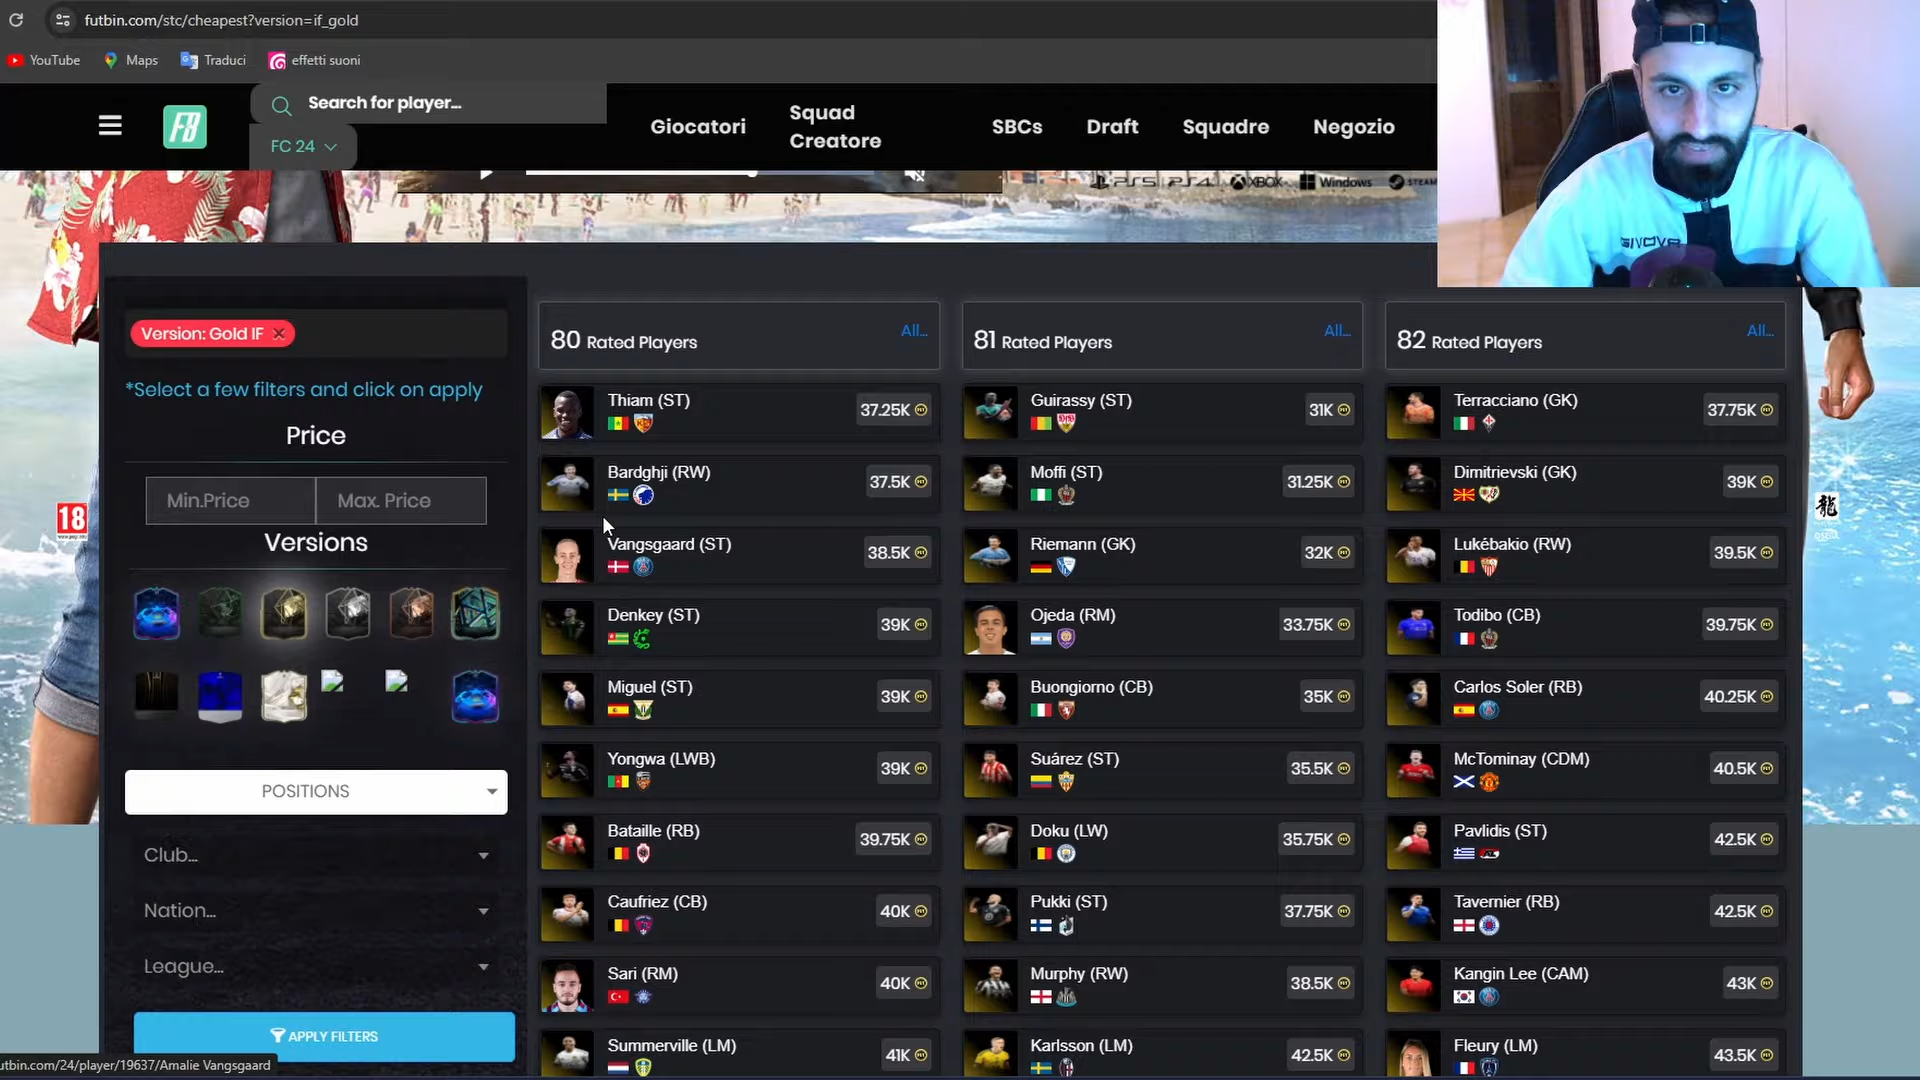 futbin.com/stc/cheapest?version=if_gold
YouTube
Maps
Traduci
effetti suoni
F8
Search for player...
FC 24
Giocatori
Squad
Creatore
SBCs
Draft
Squadre
Negozio
PS5 PS4 XBOX Windows STEAM
GIVOVA
18
Version: Gold IF
*Select a few filters and click on apply
Price
Min.Price
Max. Price
Versions
POSITIONS
Club...
Nation...
League...
APPLY FILTERS
utbin.com/24/player/19637/Amalie Vangsgaard
80 Rated Players
All...
Thiam (ST)
37.25K
Bardghji (RW)
37.5K
Vangsgaard (ST)
38.5K
Denkey (ST)
39K
Miguel (ST)
39K
Yongwa (LWB)
39K
Bataille (RB)
39.75K
Caufriez (CB)
40K
Sari (RM)
40K
Summerville (LM)
41K
81 Rated Players
All...
Guirassy (ST)
31K
Moffi (ST)
31.25K
Riemann (GK)
32K
Ojeda (RM)
33.75K
Buongiorno (CB)
35K
Suárez (ST)
35.5K
Doku (LW)
35.75K
Pukki (ST)
37.75K
Murphy (RW)
38.5K
Karlsson (LM)
42.5K
82 Rated Players
All...
Terracciano (GK)
37.75K
Dimitrievski (GK)
39K
Lukébakio (RW)
39.5K
Todibo (CB)
39.75K
Carlos Soler (RB)
40.25K
McTominay (CDM)
40.5K
Pavlidis (ST)
42.5K
Tavernier (RB)
42.5K
Kangin Lee (CAM)
43K
Fleury (LM)
43.5K
龍